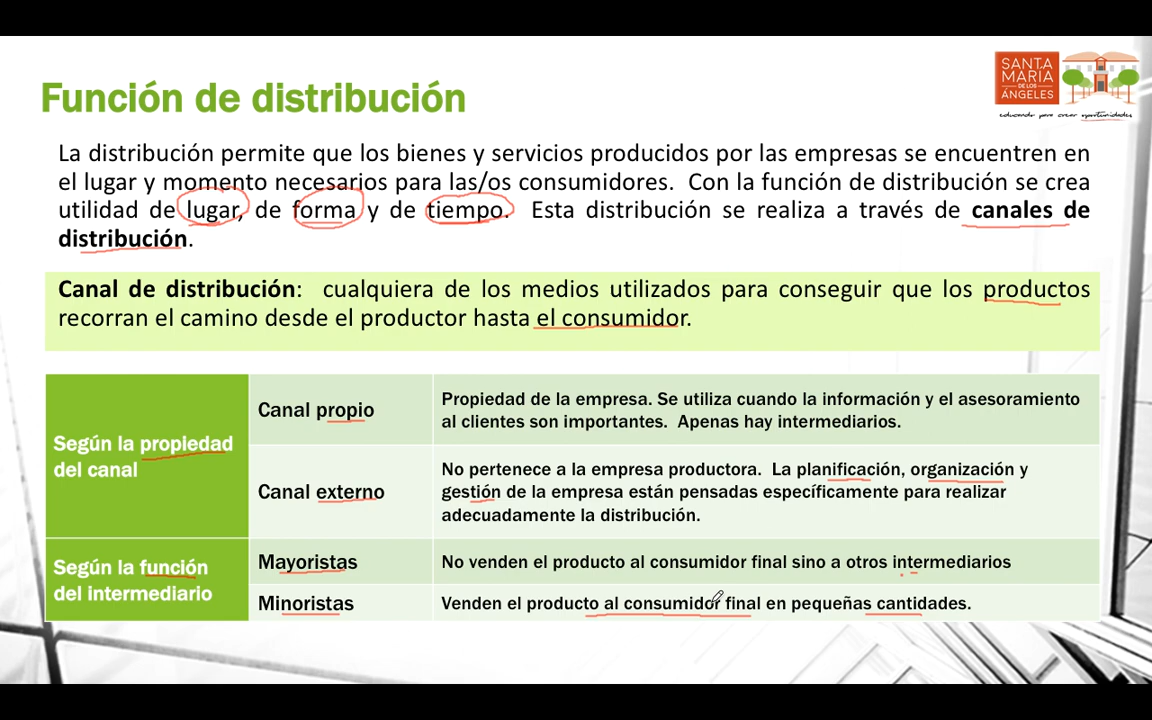 SANTA
MARIA
DE LOS
ÁNGELES
educando para crear oportunidades
Función de distribución
La distribución permite que los bienes y servicios producidos por las empresas se encuentren en
el lugar y momento necesarios para las/os consumidores. Con la función de distribución se crea
utilidad de lugar, de forma y de tiempo. Esta distribución se realiza a través de canales de
distribución.
Canal de distribución: cualquiera de los medios utilizados para conseguir que los productos
recorran el camino desde el productor hasta el consumidor.
Según la propiedad
del canal
Canal propio
Propiedad de la empresa. Se utiliza cuando la información y el asesoramiento
al clientes son importantes. Apenas hay intermediarios.
Canal externo
No pertenece a la empresa productora. La planificación, organización y
gestión de la empresa están pensadas específicamente para realizar
adecuadamente la distribución.
Según la función
del intermediario
Mayoristas
No venden el producto al consumidor final sino a otros intermediarios
Minoristas
Venden el producto al consumidor final en pequeñas cantidades.